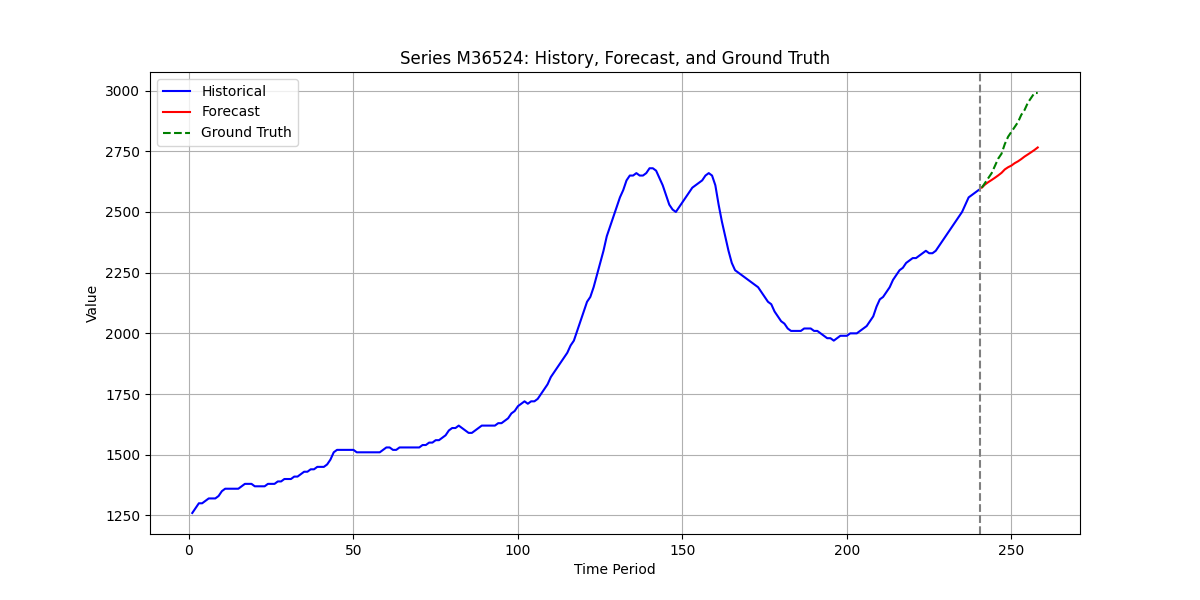 Series M36524: History, Forecast, and Ground Truth
Historical
Forecast
Ground Truth
3000
2750
2500
2250
2000
1750
1500
1250
Value
0 50 100 150 200 250
Time Period